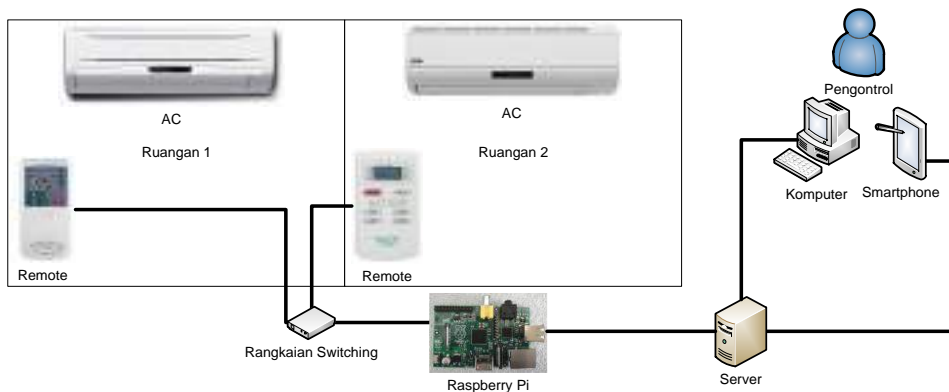 AC
Ruangan 1
Remote
AC
Ruangan 2
Remote
Pengontrol
Komputer
Smartphone
Rangkaian Switching
Raspberry Pi
Server